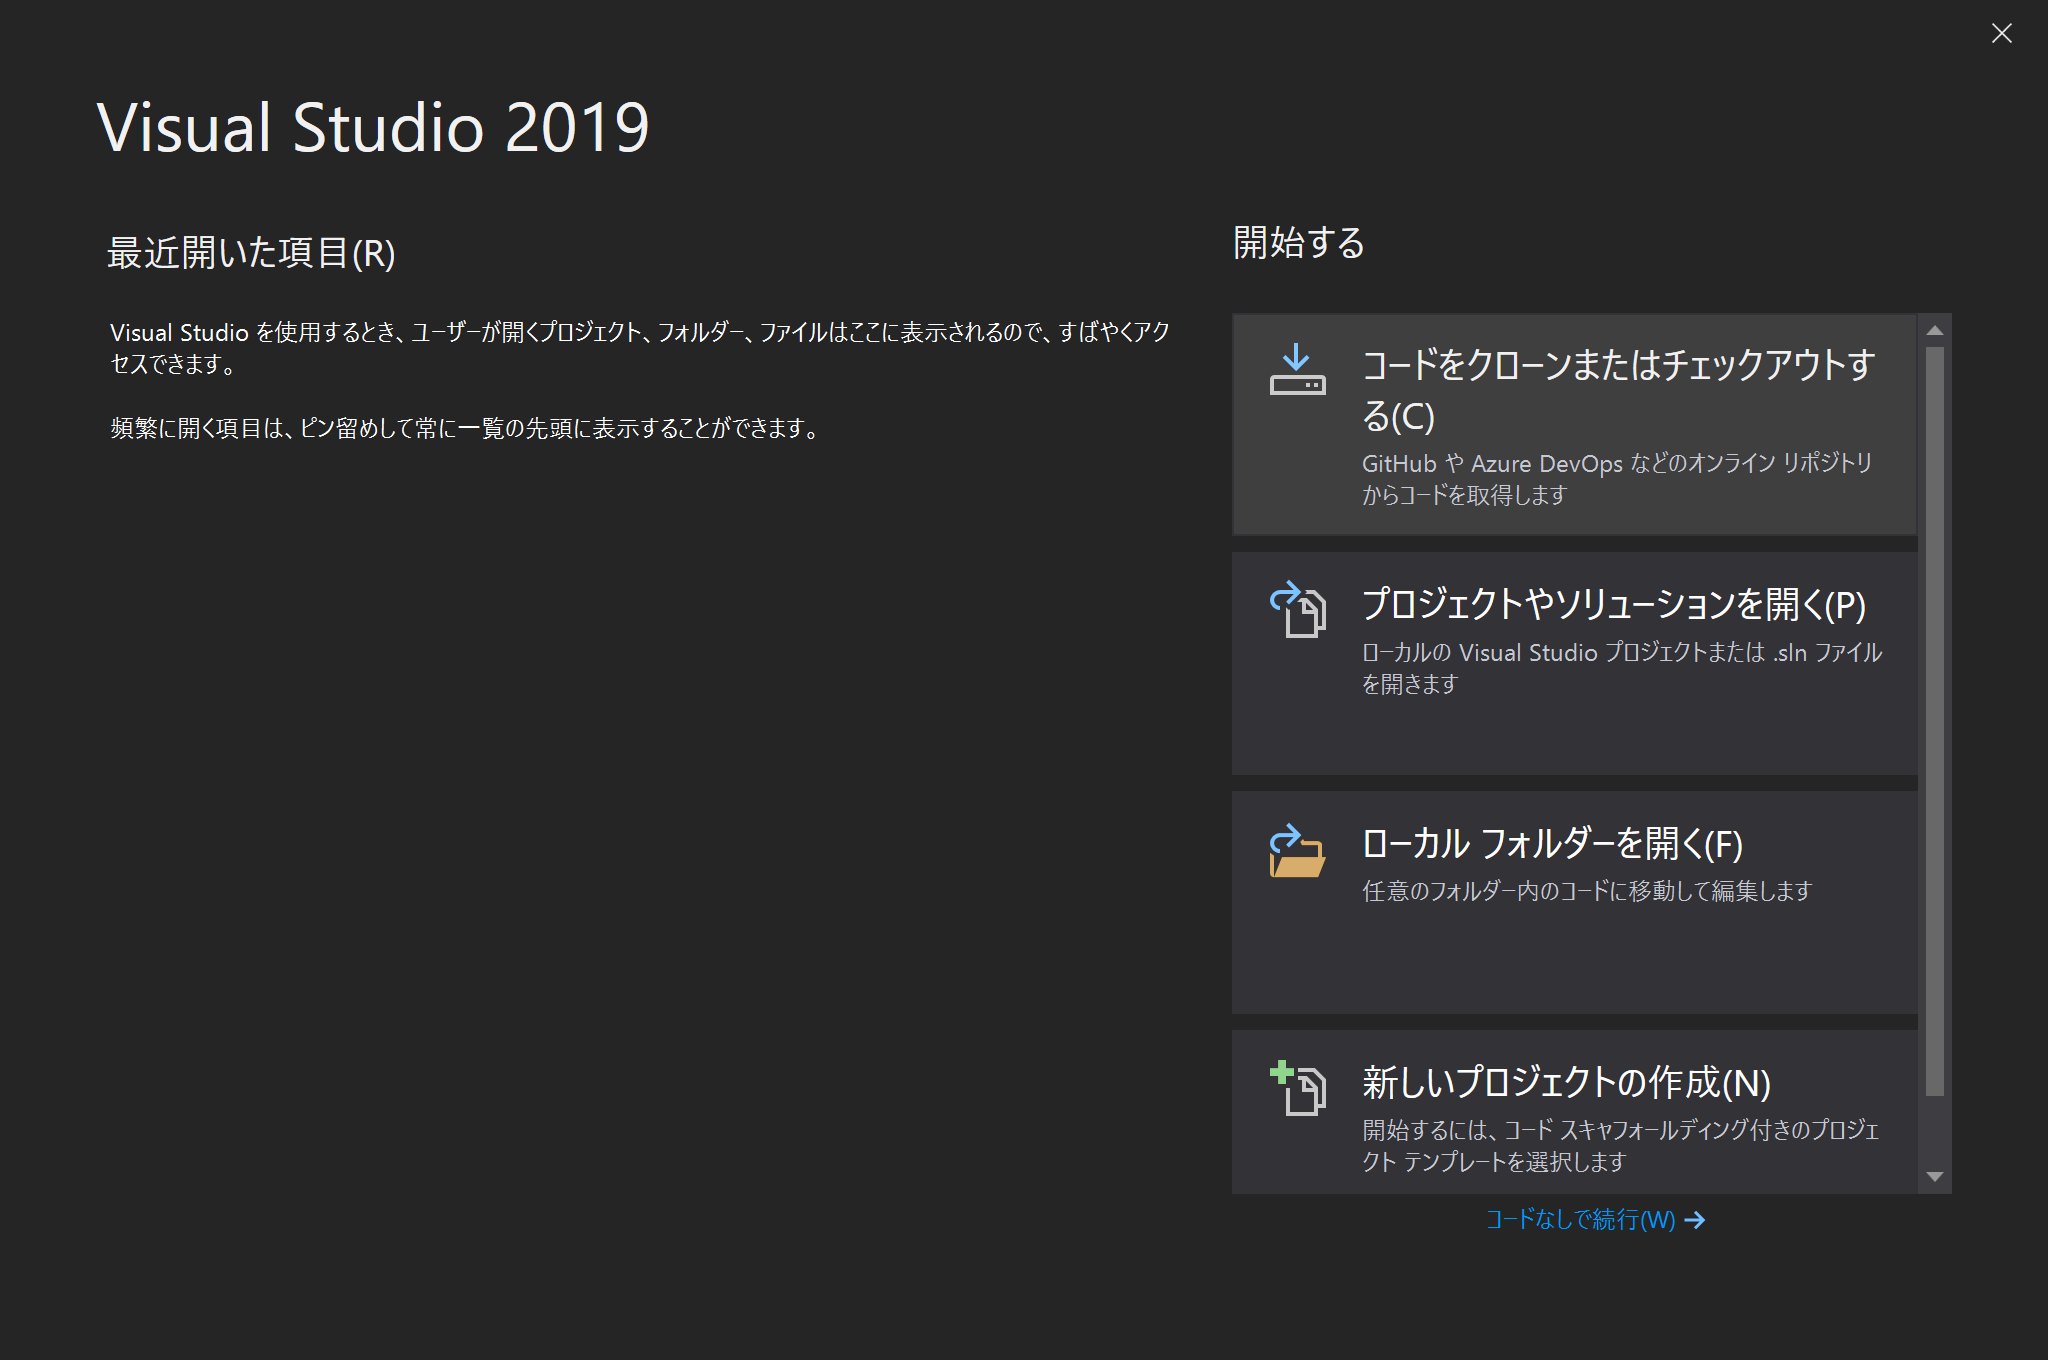 Visual Studio 2019
最近開いた項目(R)
Visual Studio を使用するとき、ユーザーが開くプロジェクト、フォルダー、ファイルはここに表示されるので、すばやくアク
セスできます。
頻繁に開く項目は、ピン留めして常に一覧の先頭に表示することができます。
開始する
コードをクローンまたはチェックアウトす
る(C)
GitHub や Azure DevOps などのオンライン リポジトリ
からコードを取得します
プロジェクトやソリューションを開く(P)
ローカルの Visual Studio プロジェクトまたは .sln ファイル
を開きます
ローカル フォルダーを開く(F)
任意のフォルダー内のコードに移動して編集します
新しいプロジェクトの作成(N)
開始するには、コード スキャフォールディング付きのプロジェ
クト テンプレートを選択します
コードなしで続行(W)